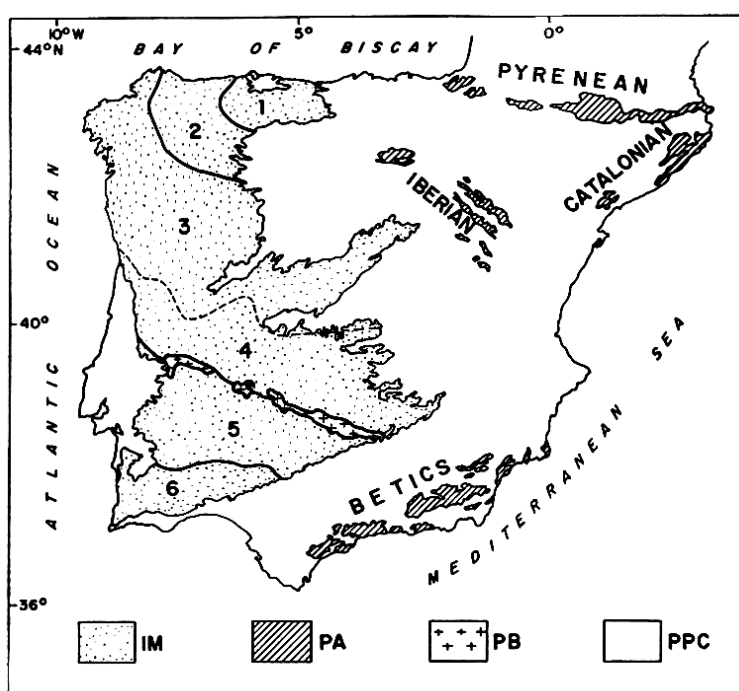 10°W
5°
0°
44°N
BAY OF BISCAY
PYRENEAN
1
2
CATALONIAN
IBERIAN
3
ATLANTIC OCEAN
40°
4
MEDITERRANEAN SEA
5
BETICS
6
36°
IM
PA
PB
PPC